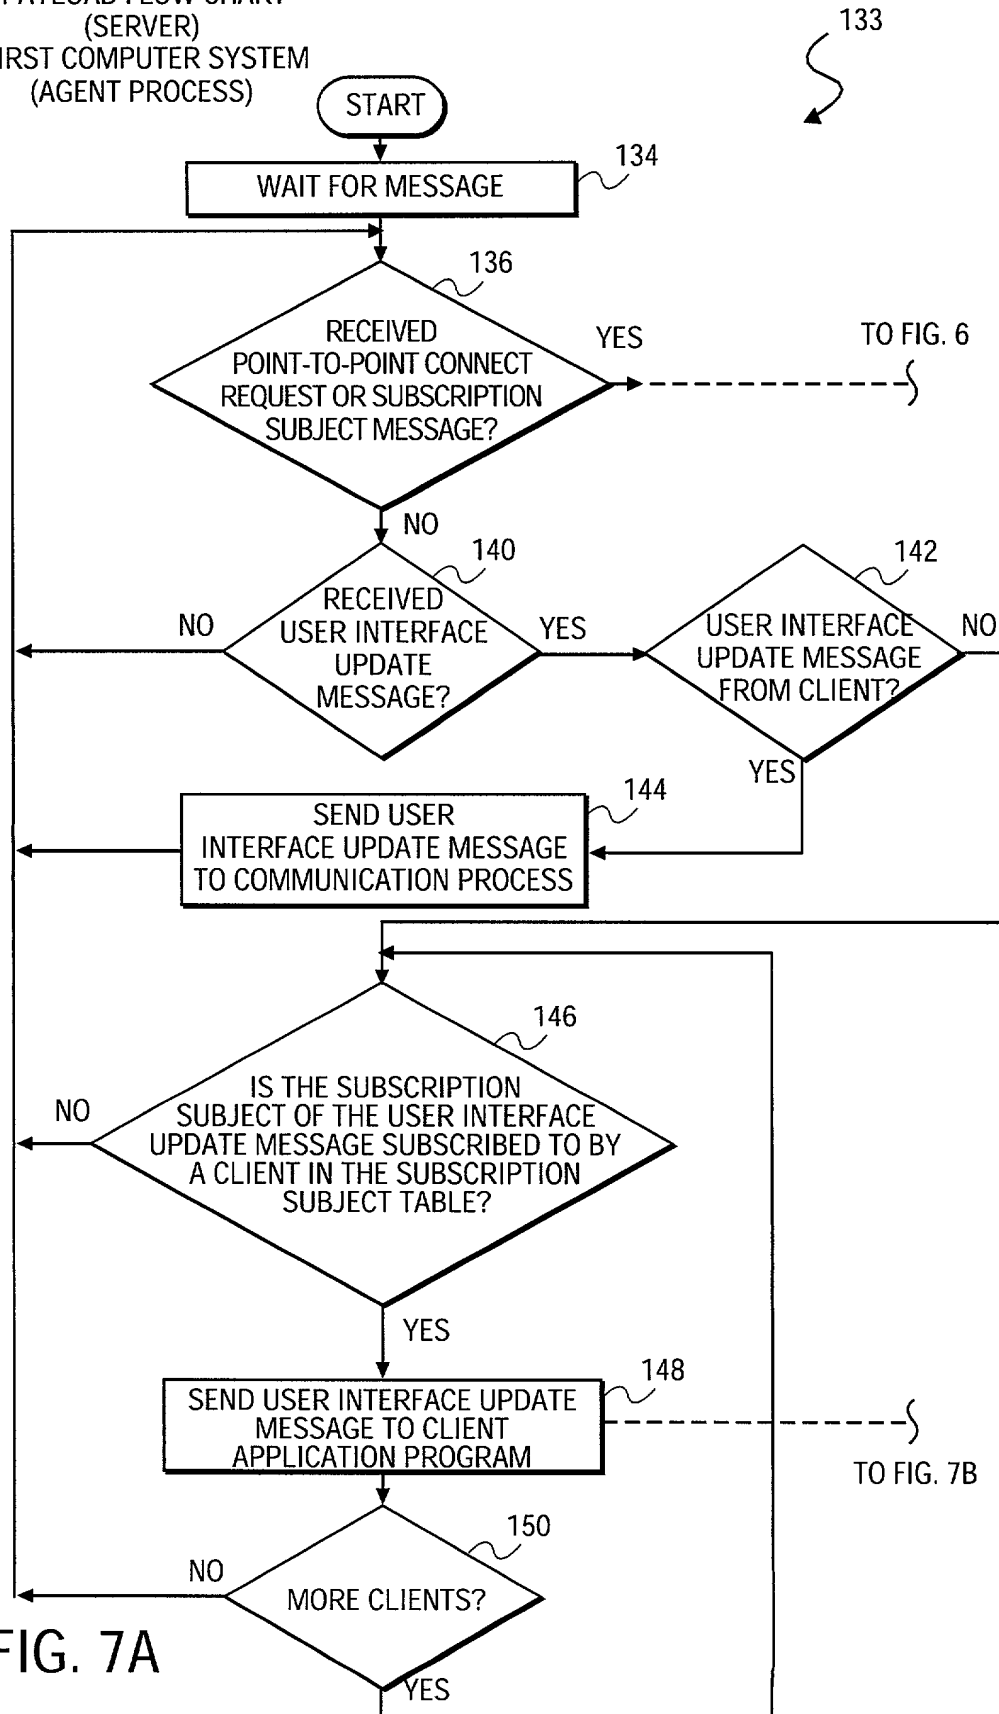 (SERVER)
COMPUTER SYSTEM
(AGENT PROCESS)
133
START
WAIT FOR MESSAGE
134
136
RECEIVED
POINT-TO-POINT CONNECT
REQUEST OR SUBSCRIPTION
SUBJECT MESSAGE?
YES
TO FIG. 6
NO
140
RECEIVED
USER INTERFACE
UPDATE
MESSAGE?
NO
YES
142
USER INTERFACE
UPDATE MESSAGE
FROM CLIENT?
NO
YES
144
SEND USER
INTERFACE UPDATE MESSAGE
TO COMMUNICATION PROCESS
146
IS THE SUBSCRIPTION
SUBJECT OF THE USER INTERFACE
UPDATE MESSAGE SUBSCRIBED TO BY
A CLIENT IN THE SUBSCRIPTION
SUBJECT TABLE?
NO
YES
148
SEND USER INTERFACE UPDATE
MESSAGE TO CLIENT
APPLICATION PROGRAM
TO FIG. 7B
150
MORE CLIENTS?
NO
YES
FIG. 7A